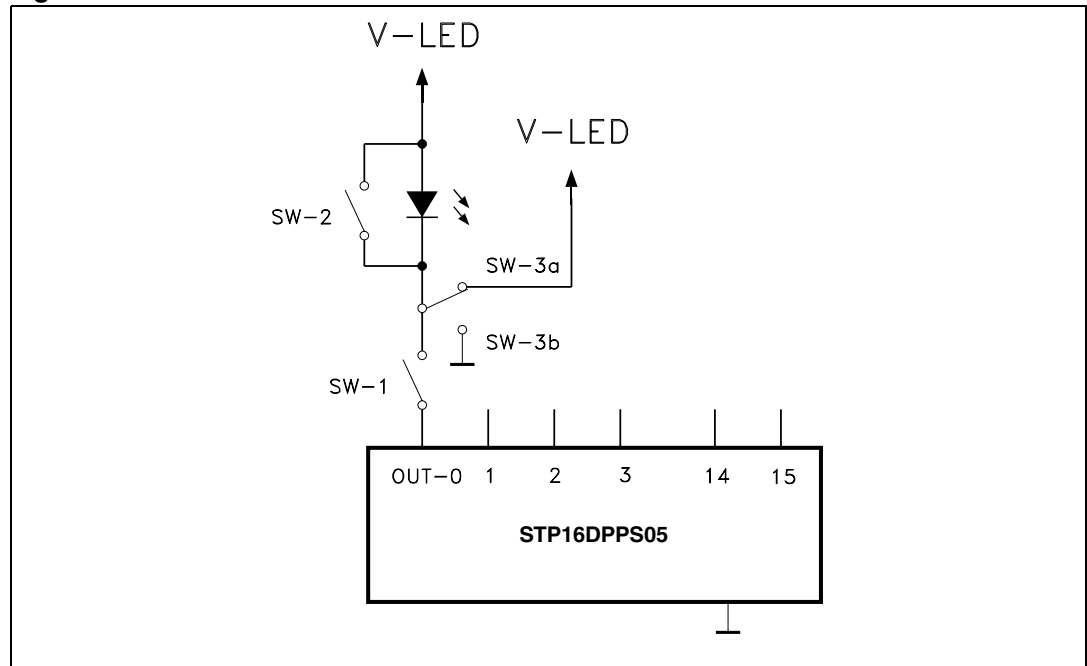 V-LED
V-LED
SW-2
SW-3a
SW-3b
SW-1
OUT-0 1 2 3 14 15
STP16DPPS05